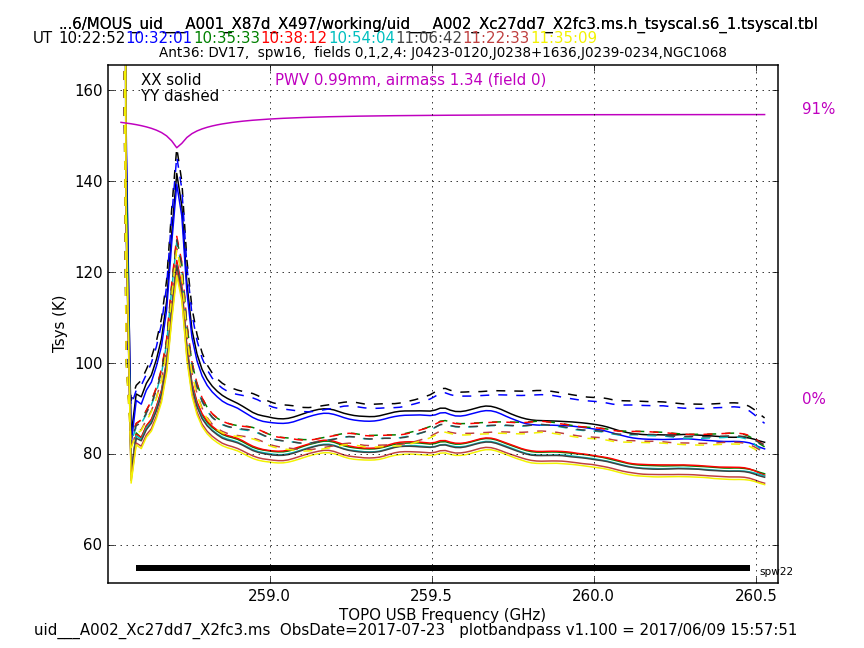 ...6/MOUS_uid___A001_X87d_X497/working/uid___A002_Xc27dd7_X2fc3.ms.h_tsyscal.s6_1.tsyscal.tbl
UT 10:22:52 10:32:01 10:35:33 10:38:12 10:54:04 11:06:42 11:22:33 11:35:09
Ant36: DV17, spw16, fields 0,1,2,4: J0423-0120,J0238+1636,J0239-0234,NGC1068
XX solid
YY dashed
PWV 0.99mm, airmass 1.34 (field 0)
91%
0%
160
140
120
100
80
60
Tsys (K)
spw22
259.0 259.5 260.0 260.5
TOPO USB Frequency (GHz)
uid___A002_Xc27dd7_X2fc3.ms ObsDate=2017-07-23 plotbandpass v1.100 = 2017/06/09 15:57:51